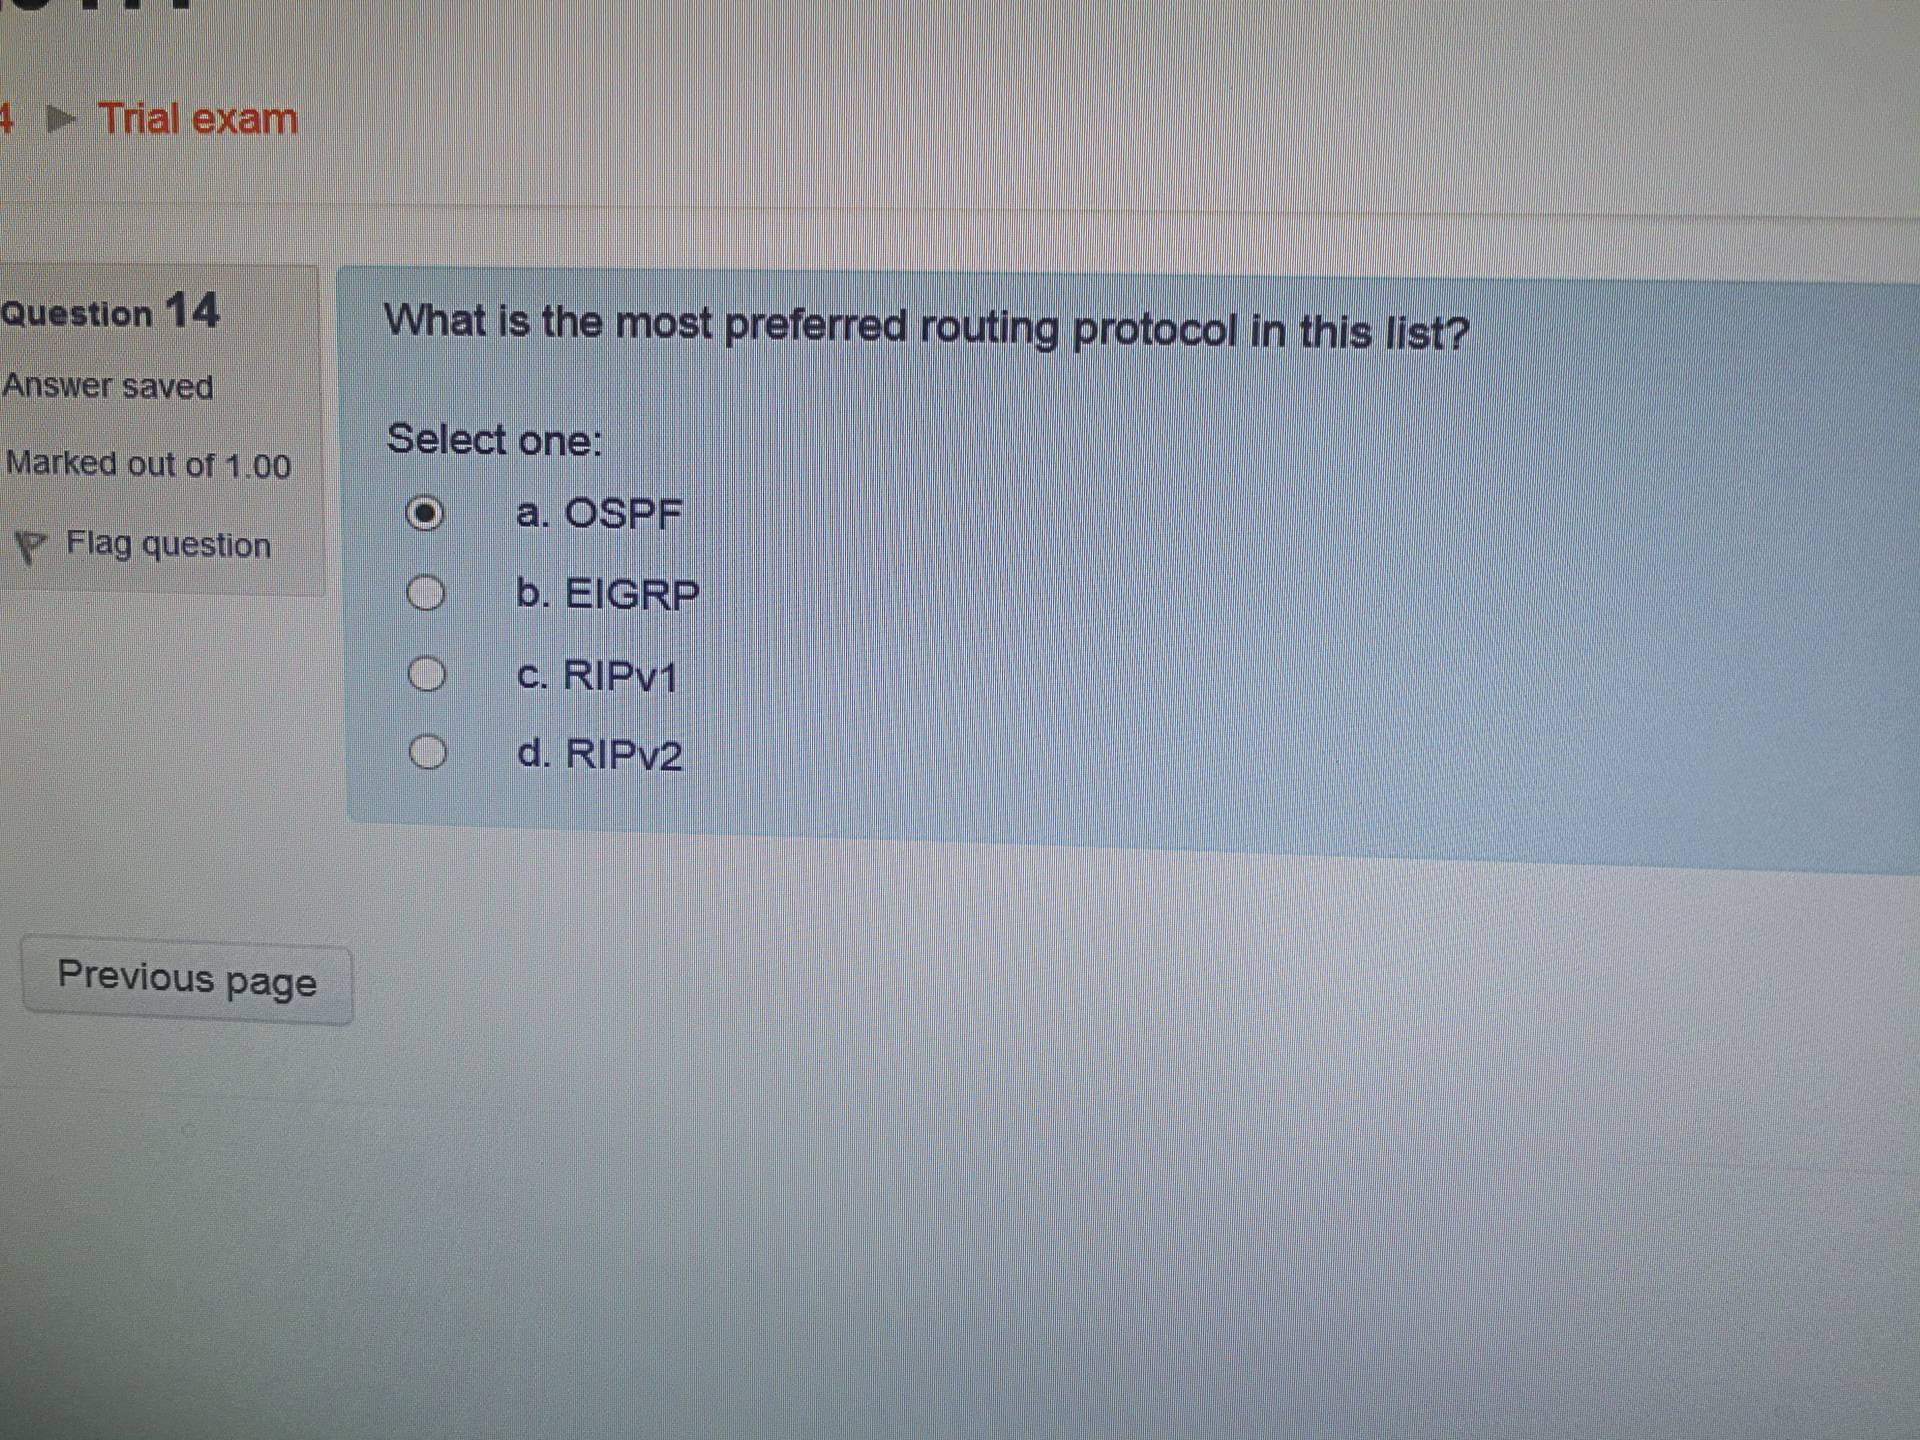 4 ► Trial exam
Question 14
Answer saved
Marked out of 1.00
Flag question
What is the most preferred routing protocol in this list?
Select one:
a. OSPF
b. EIGRP
c. RIPv1
d. RIPv2
Previous page